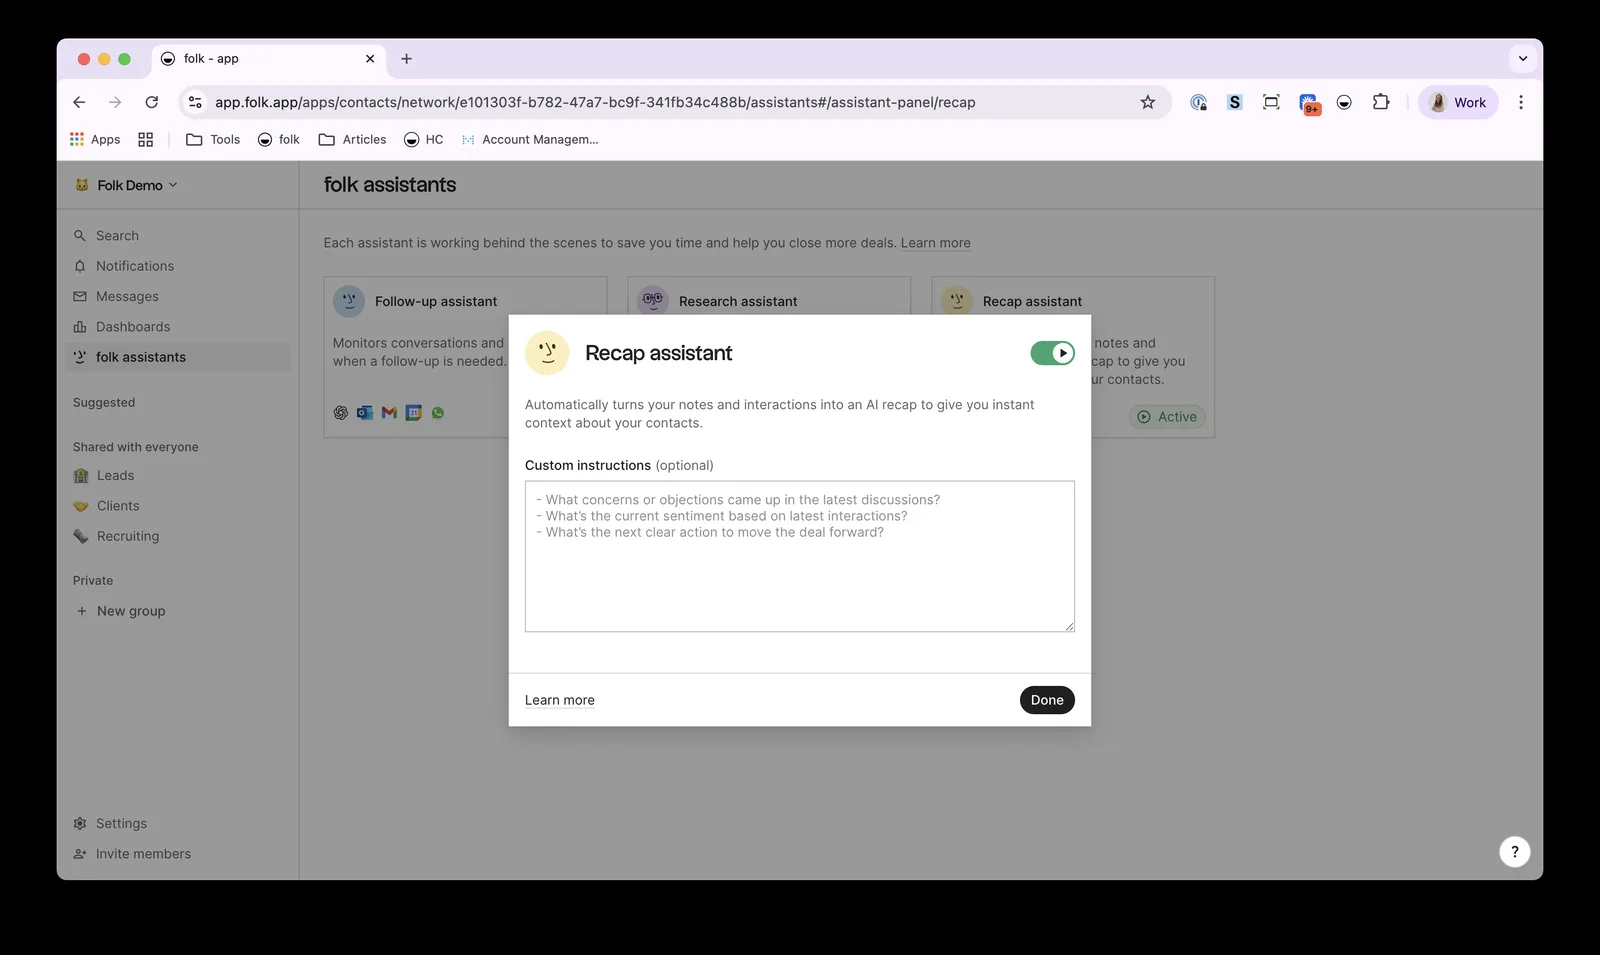 folk - app
app.folk.app/apps/contacts/network/e101303f-b782-47a7-bc9f-341fb34c488b/assistants#/assistant-panel/recap
S
9+
Work
Apps
Tools
folk
Articles
HC
Account Managem...
Folk Demo
folk assistants
Search
Notifications
Messages
Dashboards
folk assistants
Suggested
Shared with everyone
Leads
Clients
Recruiting
Private
New group
Settings
Invite members
Each assistant is working behind the scenes to save you time and help you close more deals. Learn more
Follow-up assistant
Monitors conversations and
when a follow-up is needed.
31
Research assistant
Recap assistant
notes and
cap to give you
ur contacts.
Active
Recap assistant
Automatically turns your notes and interactions into an AI recap to give you instant
context about your contacts.
Custom instructions (optional)
- What concerns or objections came up in the latest discussions?
- What's the current sentiment based on latest interactions?
- What's the next clear action to move the deal forward?
Learn more
Done
?